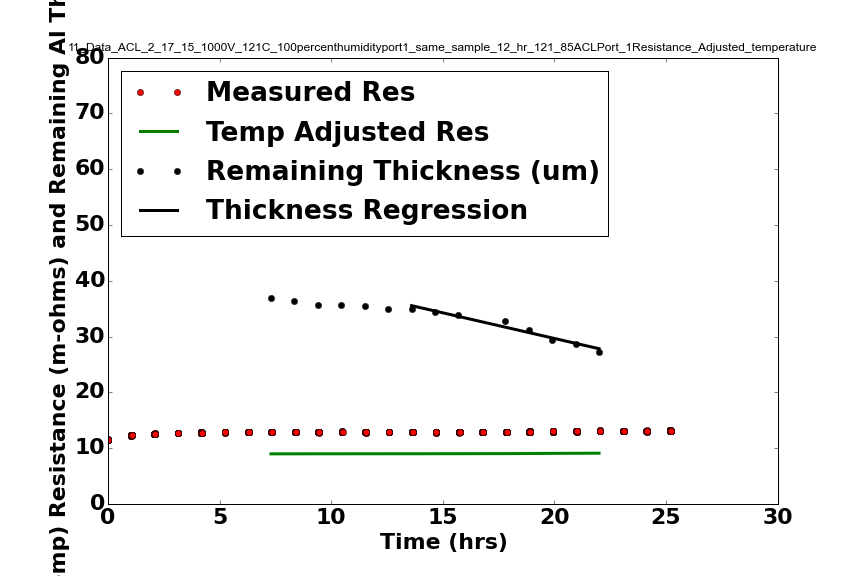 11_Data_ACL_2_17_15_1000V_121C_100percenthumidityport1_same_sample_12_hr_121_85ACLPort_1Resistance_Adjusted_temperature
mp) Resistance (m-ohms) and Remaining Al Th
80
70
60
50
40
30
20
10
0
Measured Res
Temp Adjusted Res
Remaining Thickness (um)
Thickness Regression
0 5 10 15 20 25 30
Time (hrs)